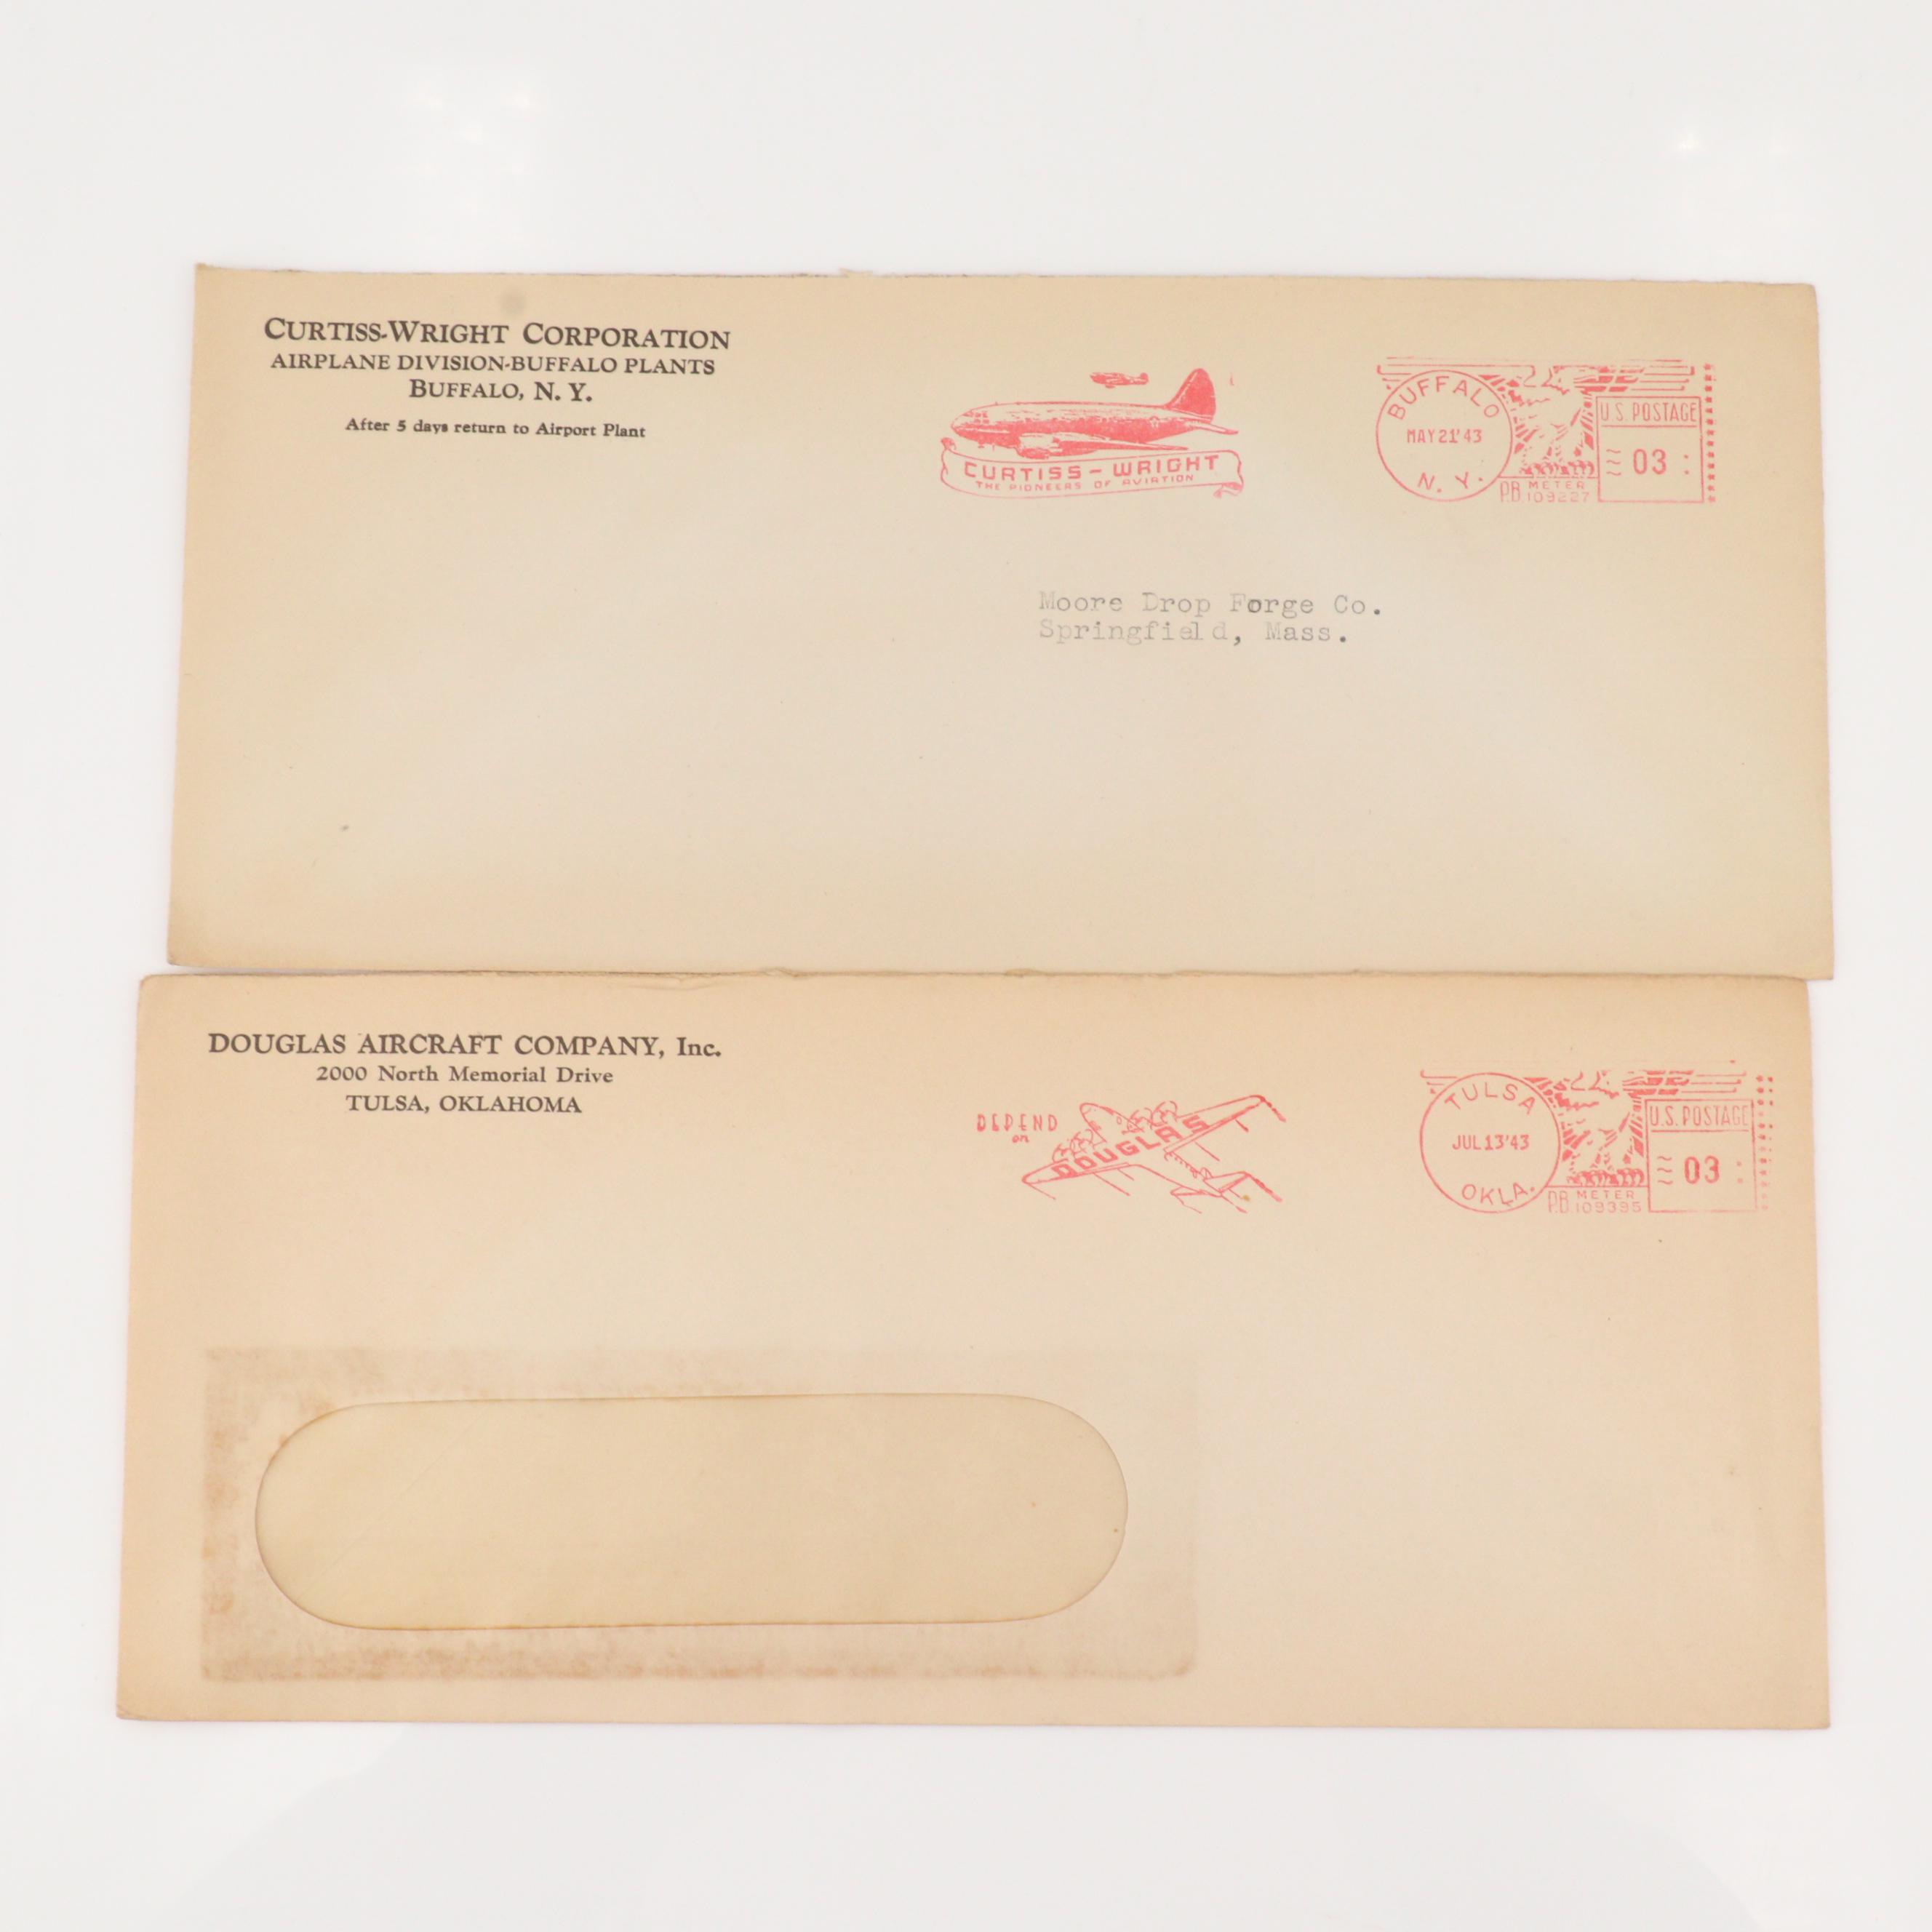 CURTISS-WRIGHT CORPORATION
AIRPLANE DIVISION-BUFFALO PLANTS
BUFFALO, N. Y.
After 5 days return to Airport Plant
CURTISS-WRIGHT
THE PIONEERS OF AVIATION
BUFFALO
MAY 21'43
N. Y.
U.S. POSTAGE
03
P.B. METER
109227
Moore Drop Forge Co.
Springfield, Mass.
DOUGLAS AIRCRAFT COMPANY, Inc.
2000 North Memorial Drive
TULSA, OKLAHOMA
DEPEND
on
DOUGLAS
TULSA
JUL 13'43
OKLA.
U.S. POSTAGE
03
P.B. METER
109395